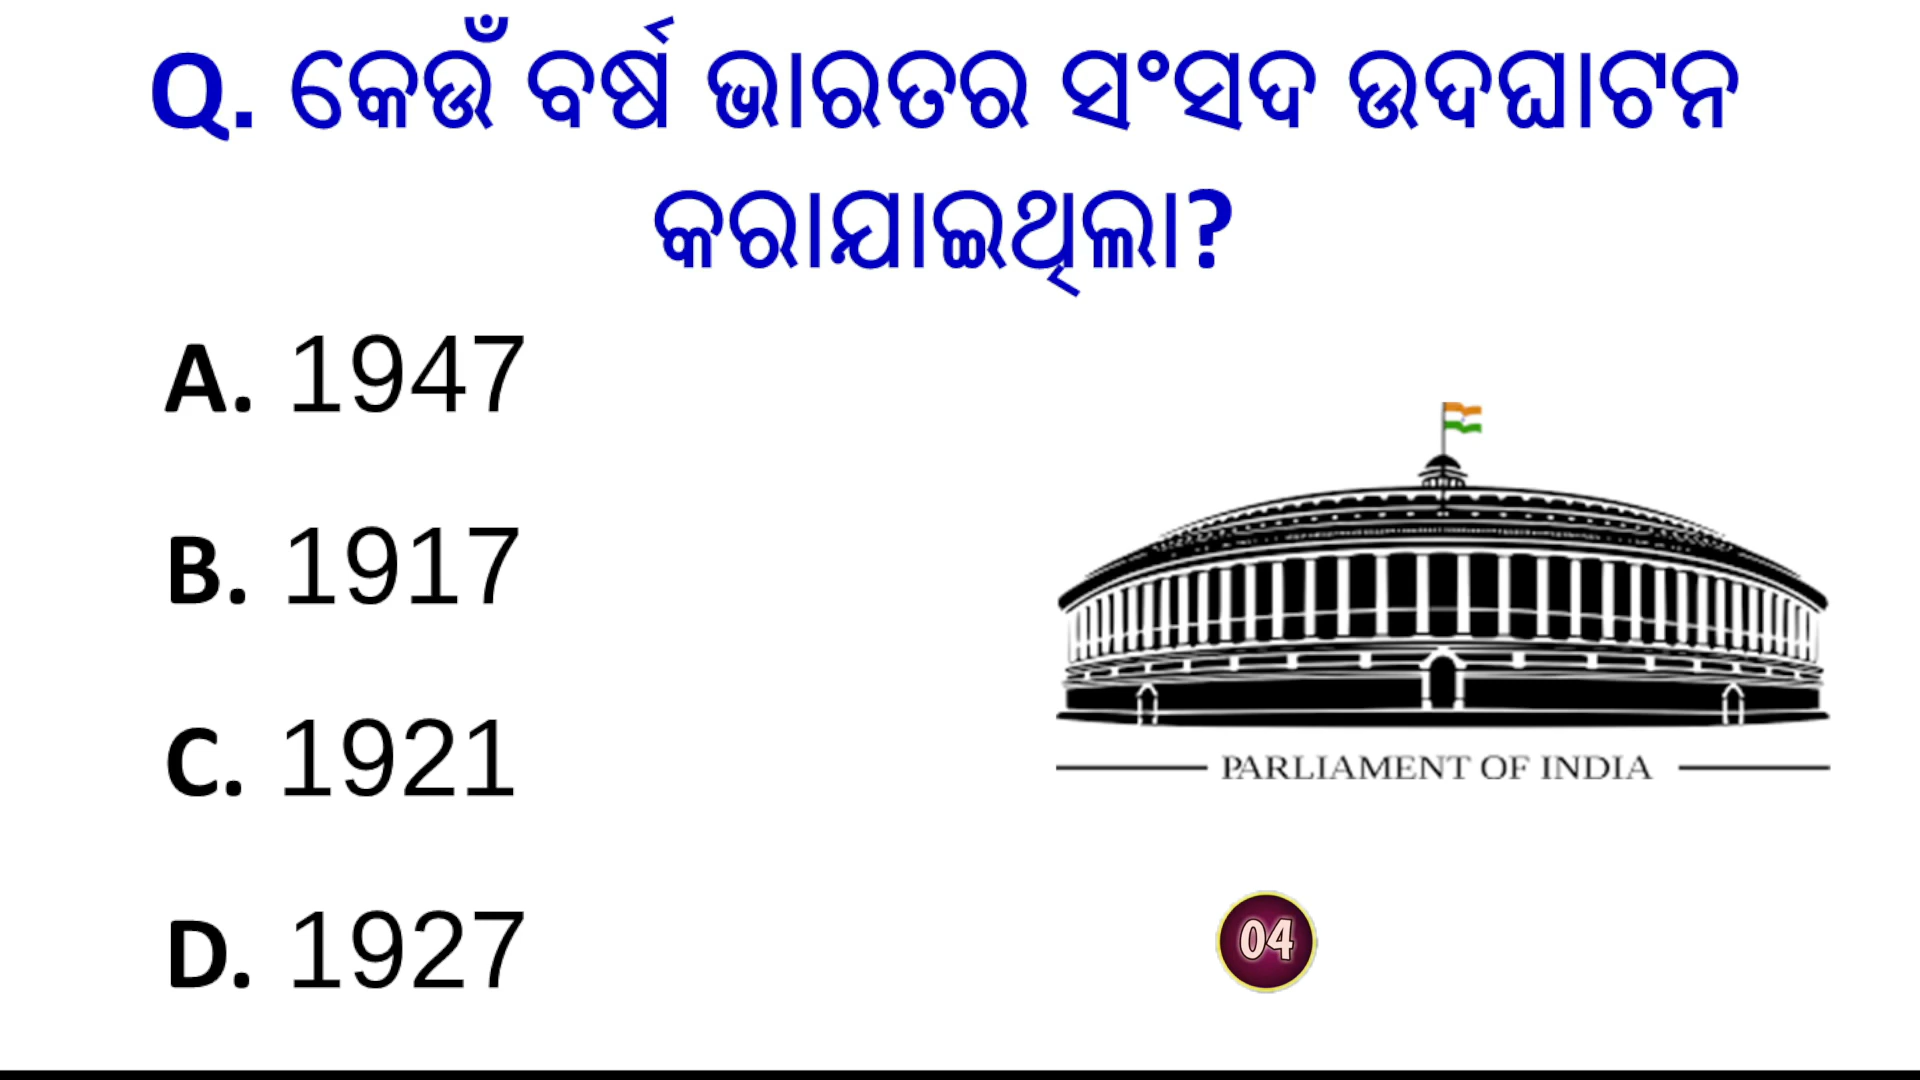 Q. କେଉଁ ବର୍ଷ ଭାରତର ସଂସଦ ଉଦଘାଟନ
କରାଯାଇଥିଲା?
A. 1947
B. 1917
C. 1921
D. 1927
PARLIAMENT OF INDIA
04